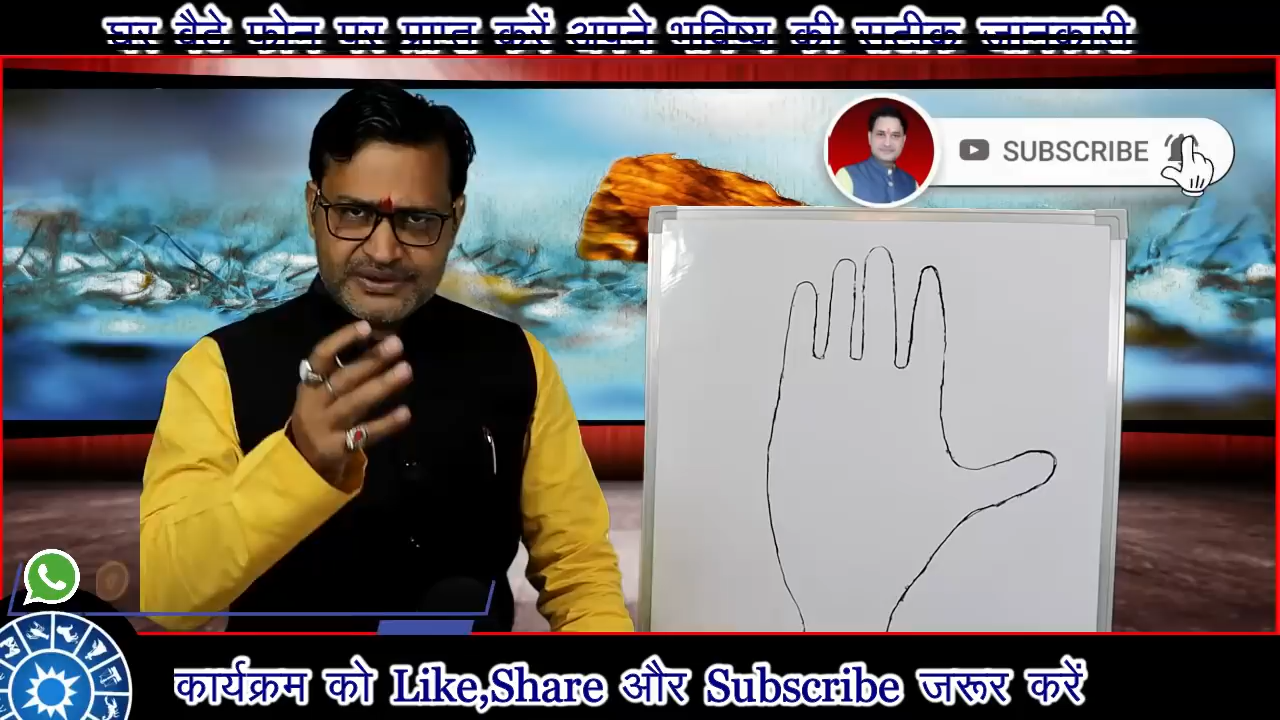 घर बैठे फोन पर प्राप्त करें अपने भविष्य की सटीक जानकारी
SUBSCRIBE
कार्यक्रम को Like,Share और Subscribe जरूर करें